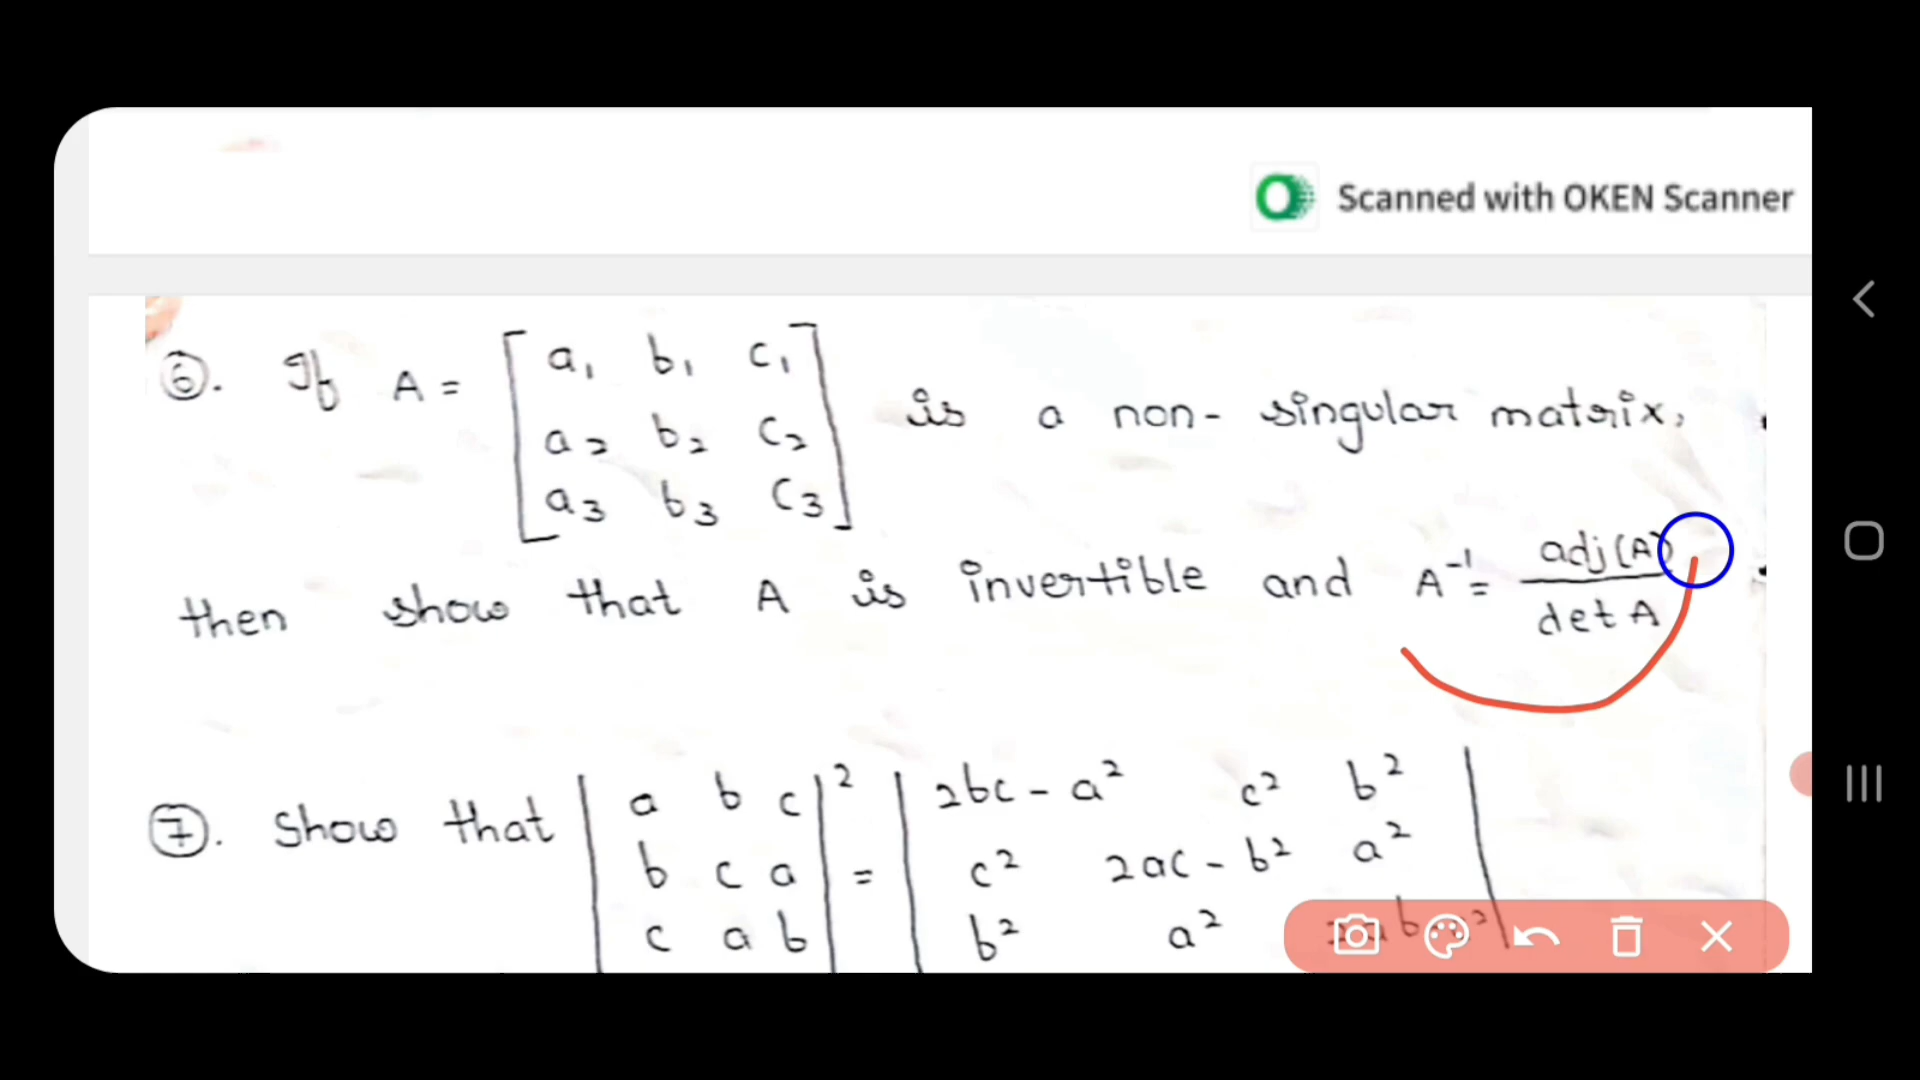 Scanned with OKEN Scanner
6. If A = [ a₁ b₁ c₁
a₂ b₂ c₂
a₃ b₃ c₃ ] is a non-singular matrix,
then show that A is invertible and A⁻¹ = adj(A) / det A.
7. Show that | a b c |² = | 2bc - a² c² b² |
| b c a | | c² 2ac - b² a² |
| c a b | | b² a²